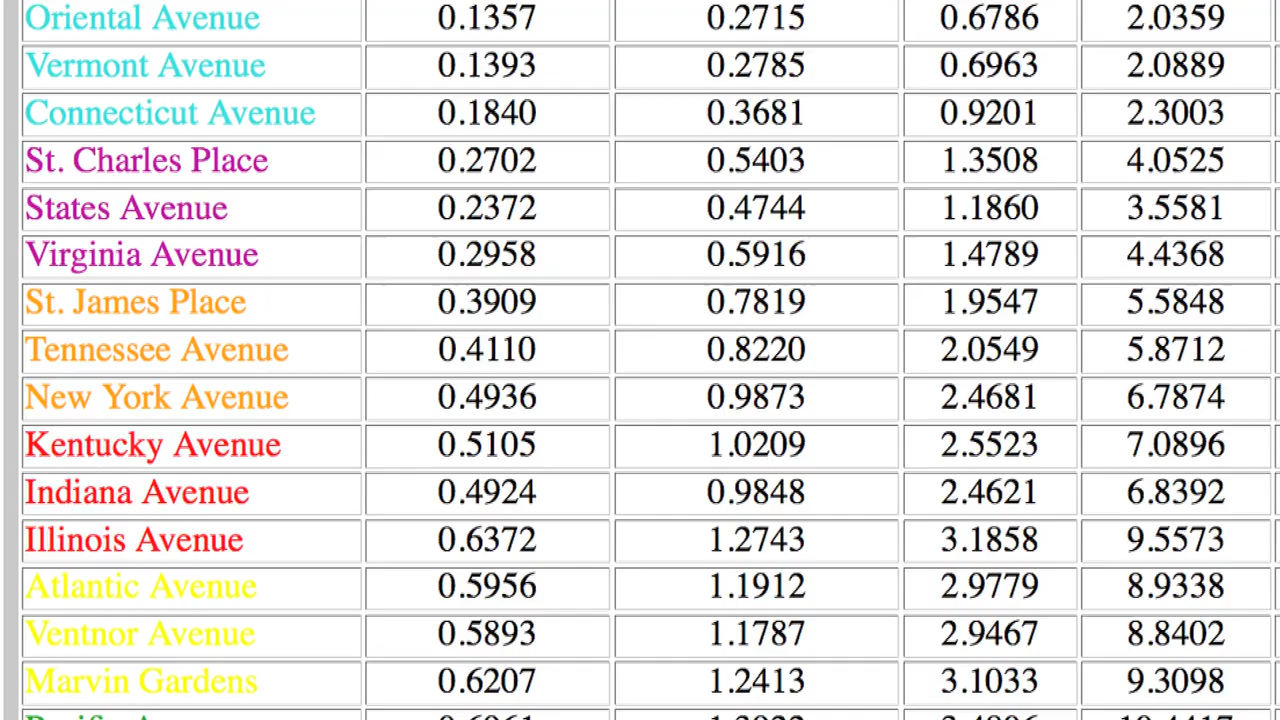 Oriental Avenue 0.1357 0.2715 0.6786 2.0359
Vermont Avenue 0.1393 0.2785 0.6963 2.0889
Connecticut Avenue 0.1840 0.3681 0.9201 2.3003
St. Charles Place 0.2702 0.5403 1.3508 4.0525
States Avenue 0.2372 0.4744 1.1860 3.5581
Virginia Avenue 0.2958 0.5916 1.4789 4.4368
St. James Place 0.3909 0.7819 1.9547 5.5848
Tennessee Avenue 0.4110 0.8220 2.0549 5.8712
New York Avenue 0.4936 0.9873 2.4681 6.7874
Kentucky Avenue 0.5105 1.0209 2.5523 7.0896
Indiana Avenue 0.4924 0.9848 2.4621 6.8392
Illinois Avenue 0.6372 1.2743 3.1858 9.5573
Atlantic Avenue 0.5956 1.1912 2.9779 8.9338
Ventnor Avenue 0.5893 1.1787 2.9467 8.8402
Marvin Gardens 0.6207 1.2413 3.1033 9.3098